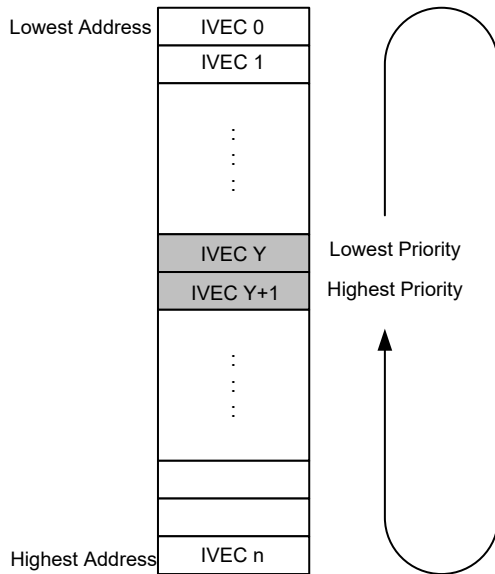 Lowest Address IVEC 0
IVEC 1
IVEC Y Lowest Priority
IVEC Y+1 Highest Priority
Highest Address IVEC n